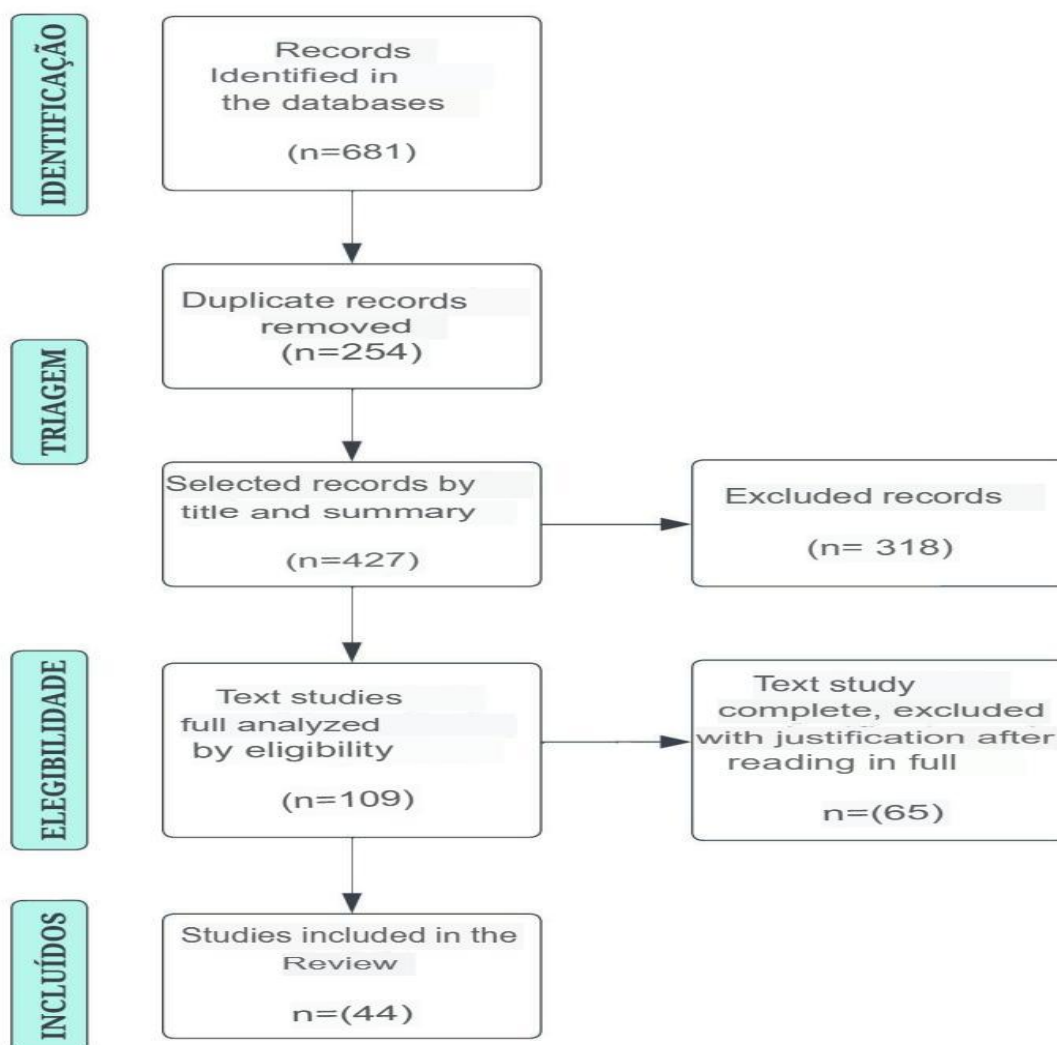 IDENTIFICAÇÃO
Records
Identified in
the databases
(n=681)
Duplicate records
removed
(n=254)
TRIAGEM
Selected records by
title and summary
(n=427)
Excluded records
(n= 318)
ELEGIBILIDADE
Text studies
full analyzed
by eligibility
(n=109)
Text study
complete, excluded
with justification after
reading in full
n=(65)
INCLUÍDOS
Studies included in the
Review
n=(44)